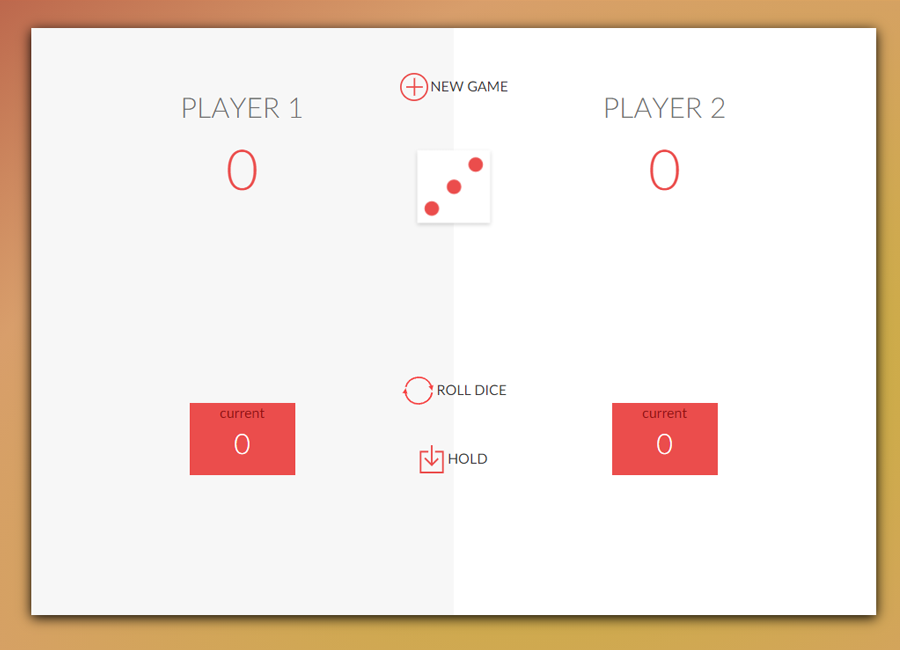 NEW GAME
PLAYER 1
0
PLAYER 2
0
ROLL DICE
current
0
current
0
HOLD